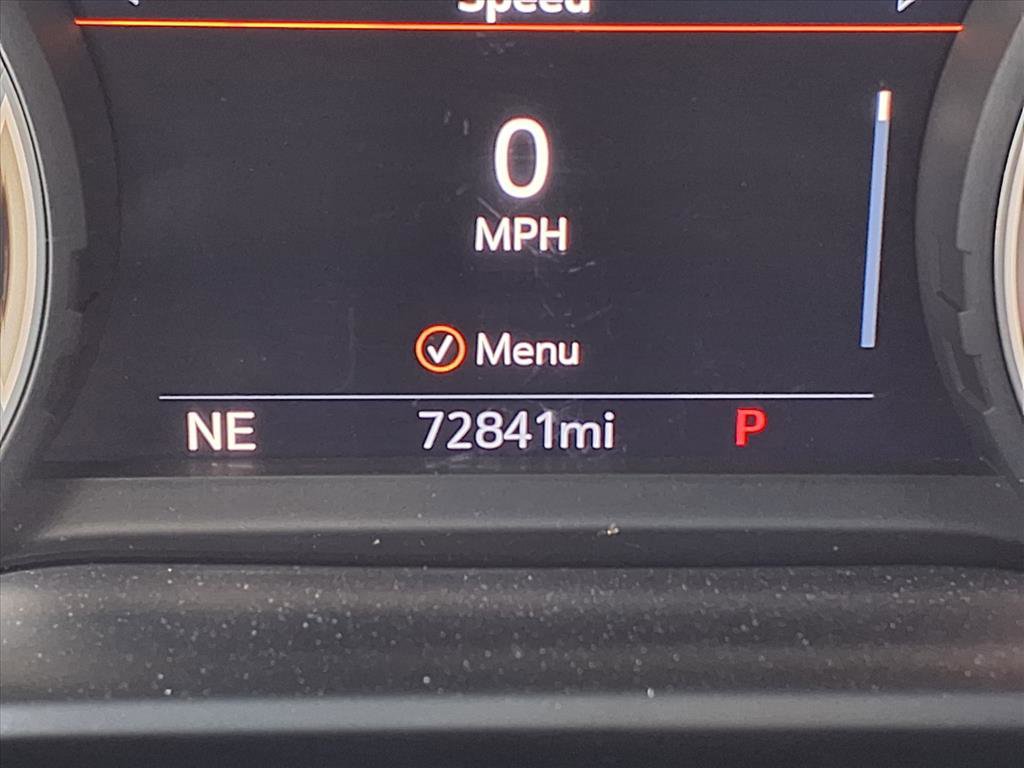 Speed
0
MPH
Menu
NE 72841mi P